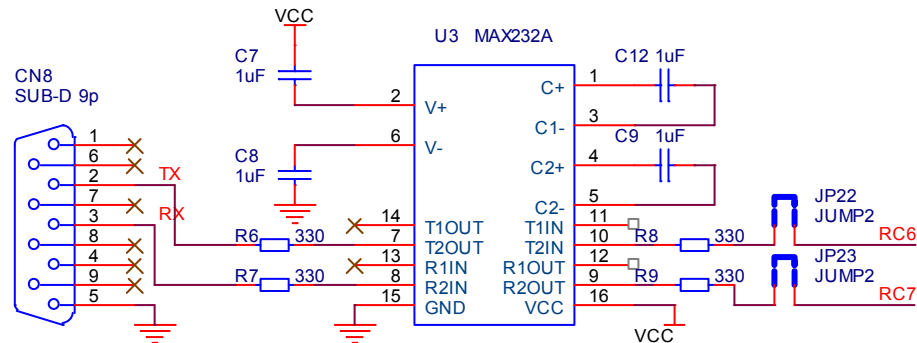 VCC
U3 MAX232A
C7
1uF
C12 1uF
CN8
SUB-D 9p
1
C+
2
V+
3
C1-
6
V-
C9 1uF
4
C2+
C8
1uF
5
C2-
1
6
2
TX
7
3
RX
8
4
9
5
14
T1OUT
11
T1IN
R6 330
7
T2OUT
10
T2IN
R8 330
JP22
JUMP2
RC6
13
R1IN
12
R1OUT
R7 330
8
R2IN
9
R2OUT
R9 330
JP23
JUMP2
RC7
15
GND
16
VCC
VCC